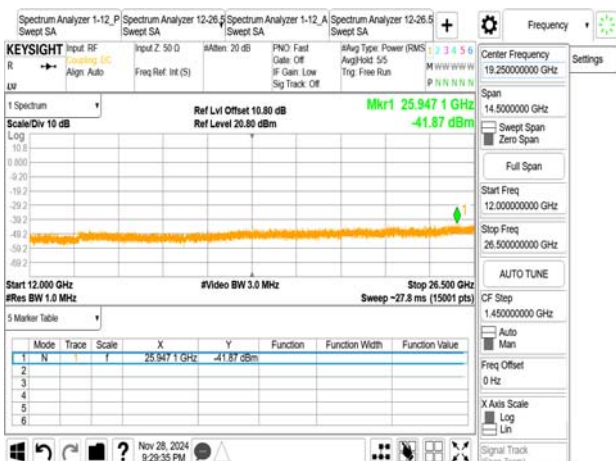 Spectrum Analyzer 1-12_P
Swept SA
Spectrum Analyzer 12-26.5
Swept SA
Spectrum Analyzer 1-12_A
Swept SA
Spectrum Analyzer 12-26.5
Swept SA
+
Frequency
KEYSIGHT
R
LXI
Input: RF
Coupling: DC
Align: Auto
Input Z: 50 Ω
Freq Ref: Int (S)
#Atten: 20 dB
PNO: Fast
Gate: Off
IF Gain: Low
Sig Track: Off
#Avg Type: Power (RMS
Avg|Hold: 5/5
Trig: Free Run
1 2 3 4 5 6
M W W W W W
P N N N N N
Center Frequency
19.250000000 GHz
Settings
Span
14.5000000 GHz
Swept Span
Zero Span
Full Span
Start Freq
12.000000000 GHz
Stop Freq
26.500000000 GHz
AUTO TUNE
CF Step
1.450000000 GHz
Auto
Man
Freq Offset
0 Hz
X Axis Scale
Log
Lin
Signal Track
1 Spectrum
Scale/Div 10 dB
Ref Lvl Offset 10.80 dB
Ref Level 20.80 dBm
Mkr1 25.947 1 GHz
-41.87 dBm
Log
10.8
0.800
-9.20
-19.2
-29.2
-39.2
-49.2
-59.2
-69.2
1
Start 12.000 GHz
#Res BW 1.0 MHz
#Video BW 3.0 MHz
Stop 26.500 GHz
Sweep ~27.8 ms (15001 pts)
5 Marker Table
Mode Trace Scale X Y Function Function Width Function Value
1 N 1 f 25.947 1 GHz -41.87 dBm
2
3
4
5
6
?
Nov 28, 2024
9:29:35 PM